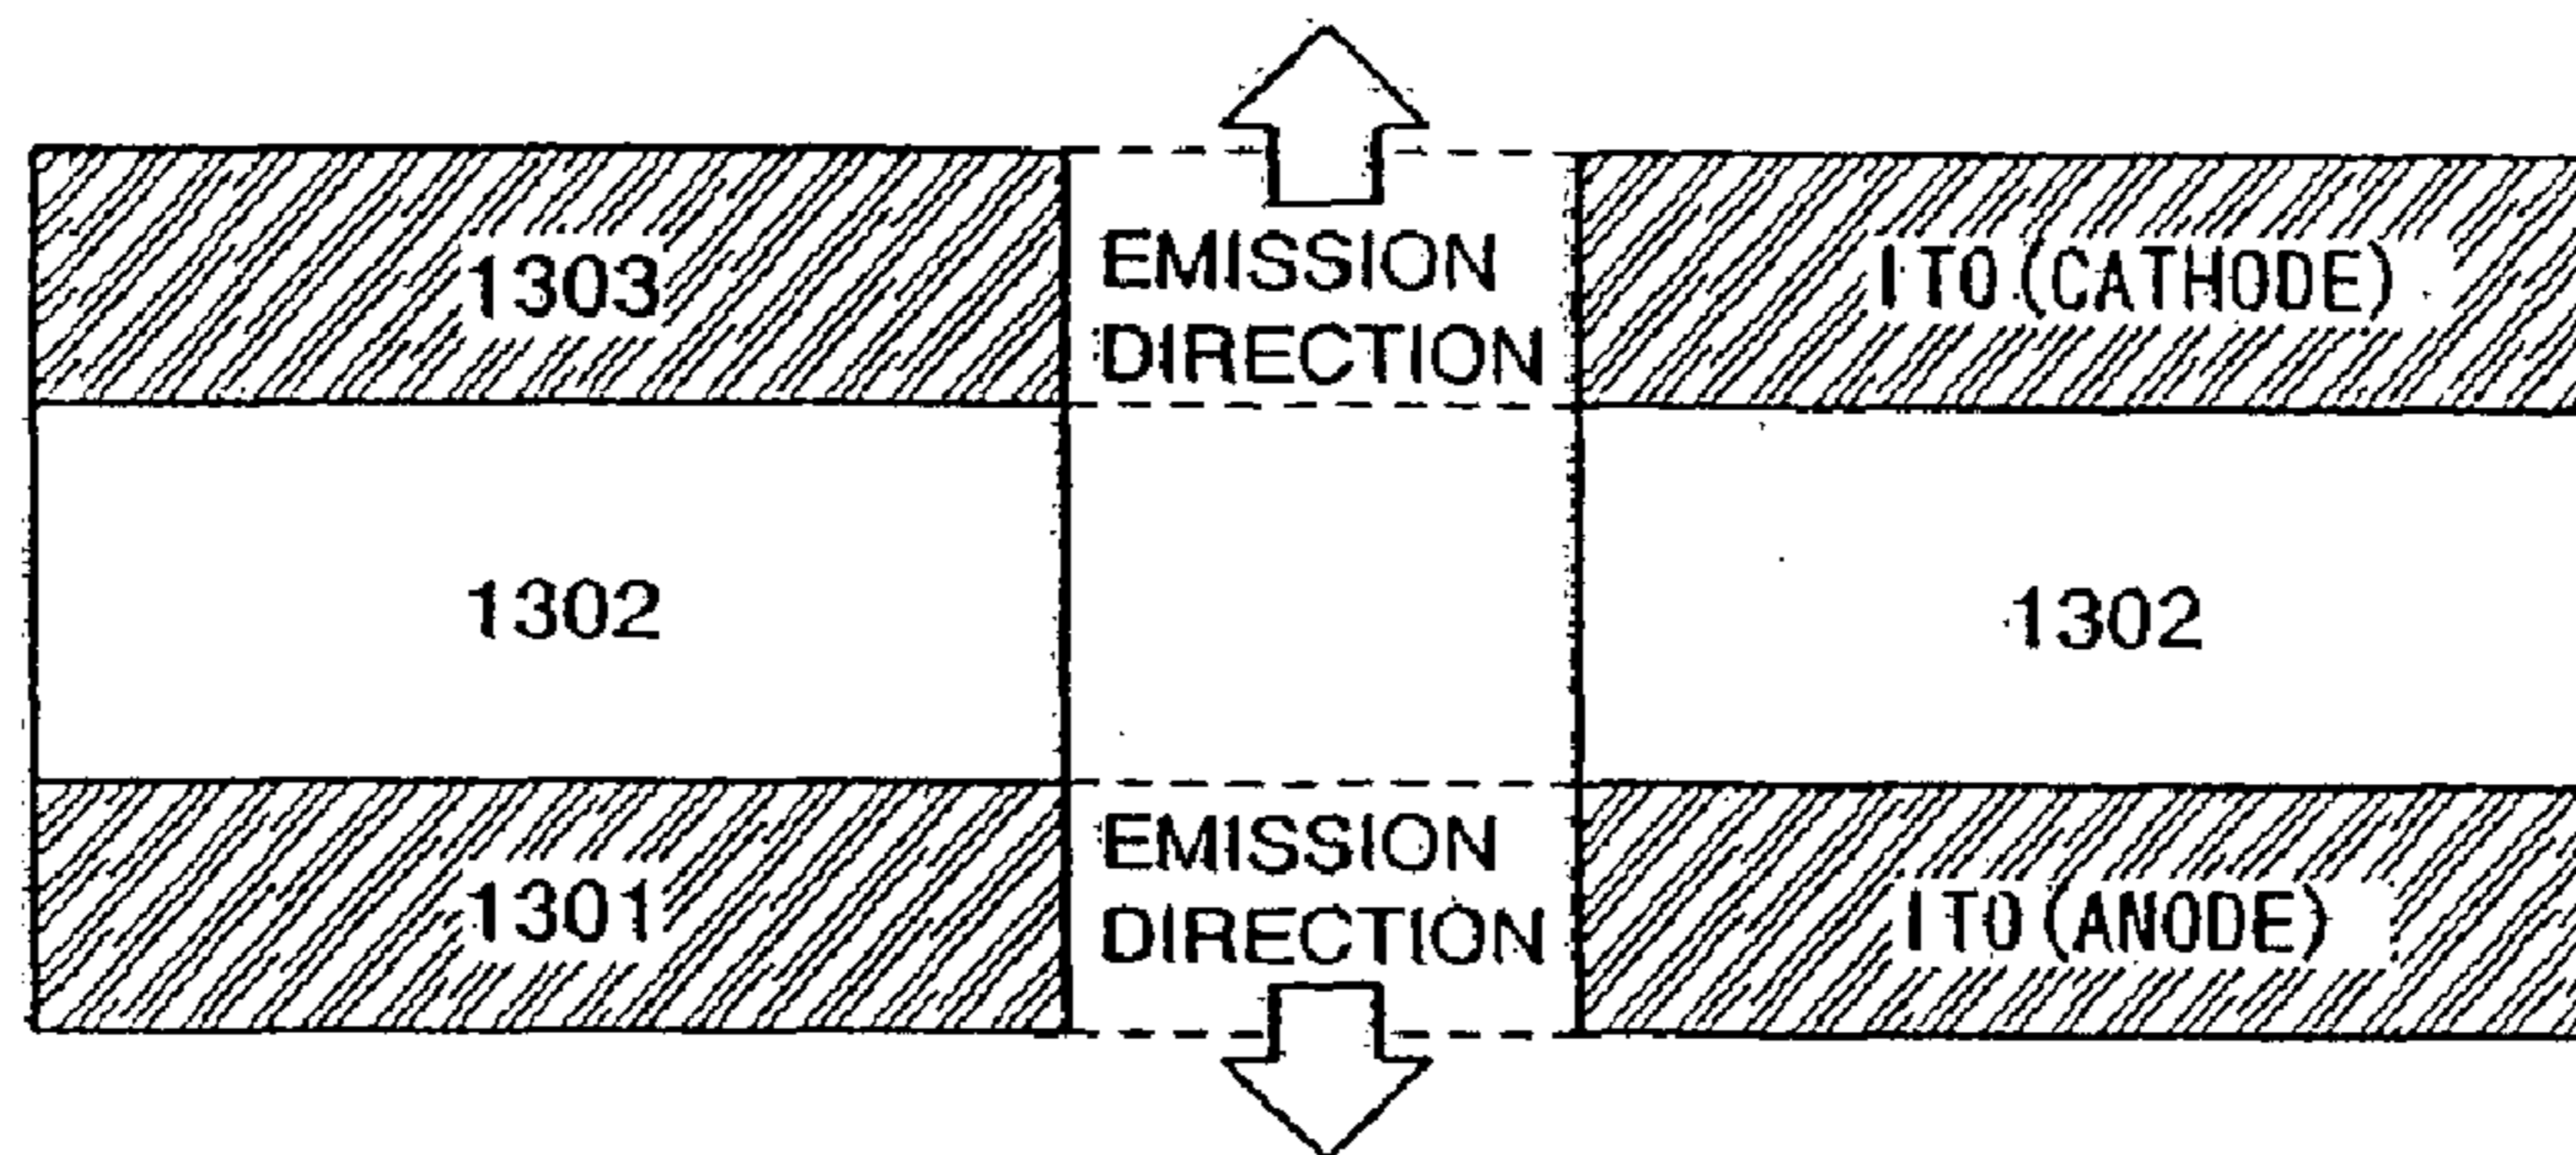 1303
EMISSION
DIRECTION
ITO (CATHODE)
1302
1302
1301
EMISSION
DIRECTION
ITO (ANODE)